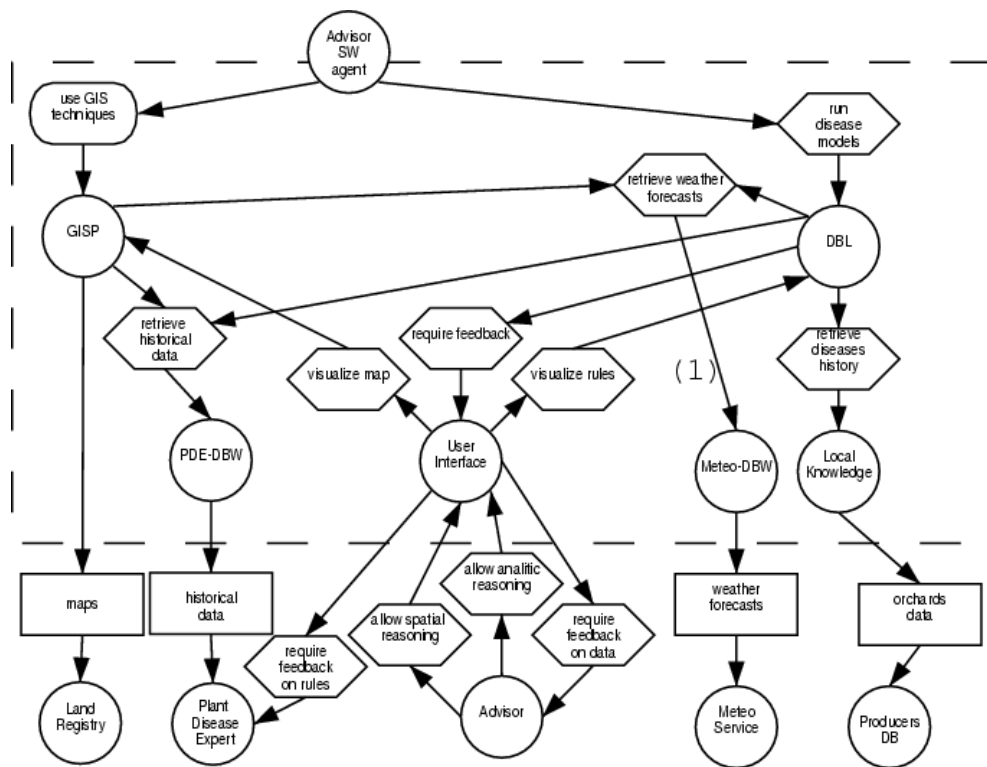 Advisor
SW
agent
use GIS
techniques
run
disease
models
retrieve weather
forecasts
GISP
DBL
retrieve
historical
data
require feedback
retrieve
diseases
history
visualize map
visualize rules
(1)
PDE-DBW
User
Interface
Meteo-DBW
Local
Knowledge
maps
historical
data
allow analitic
reasoning
weather
forecasts
orchards
data
allow spatial
reasoning
require
feedback
on data
require
feedback
on rules
Land
Registry
Plant
Disease
Expert
Advisor
Meteo
Service
Producers
DB